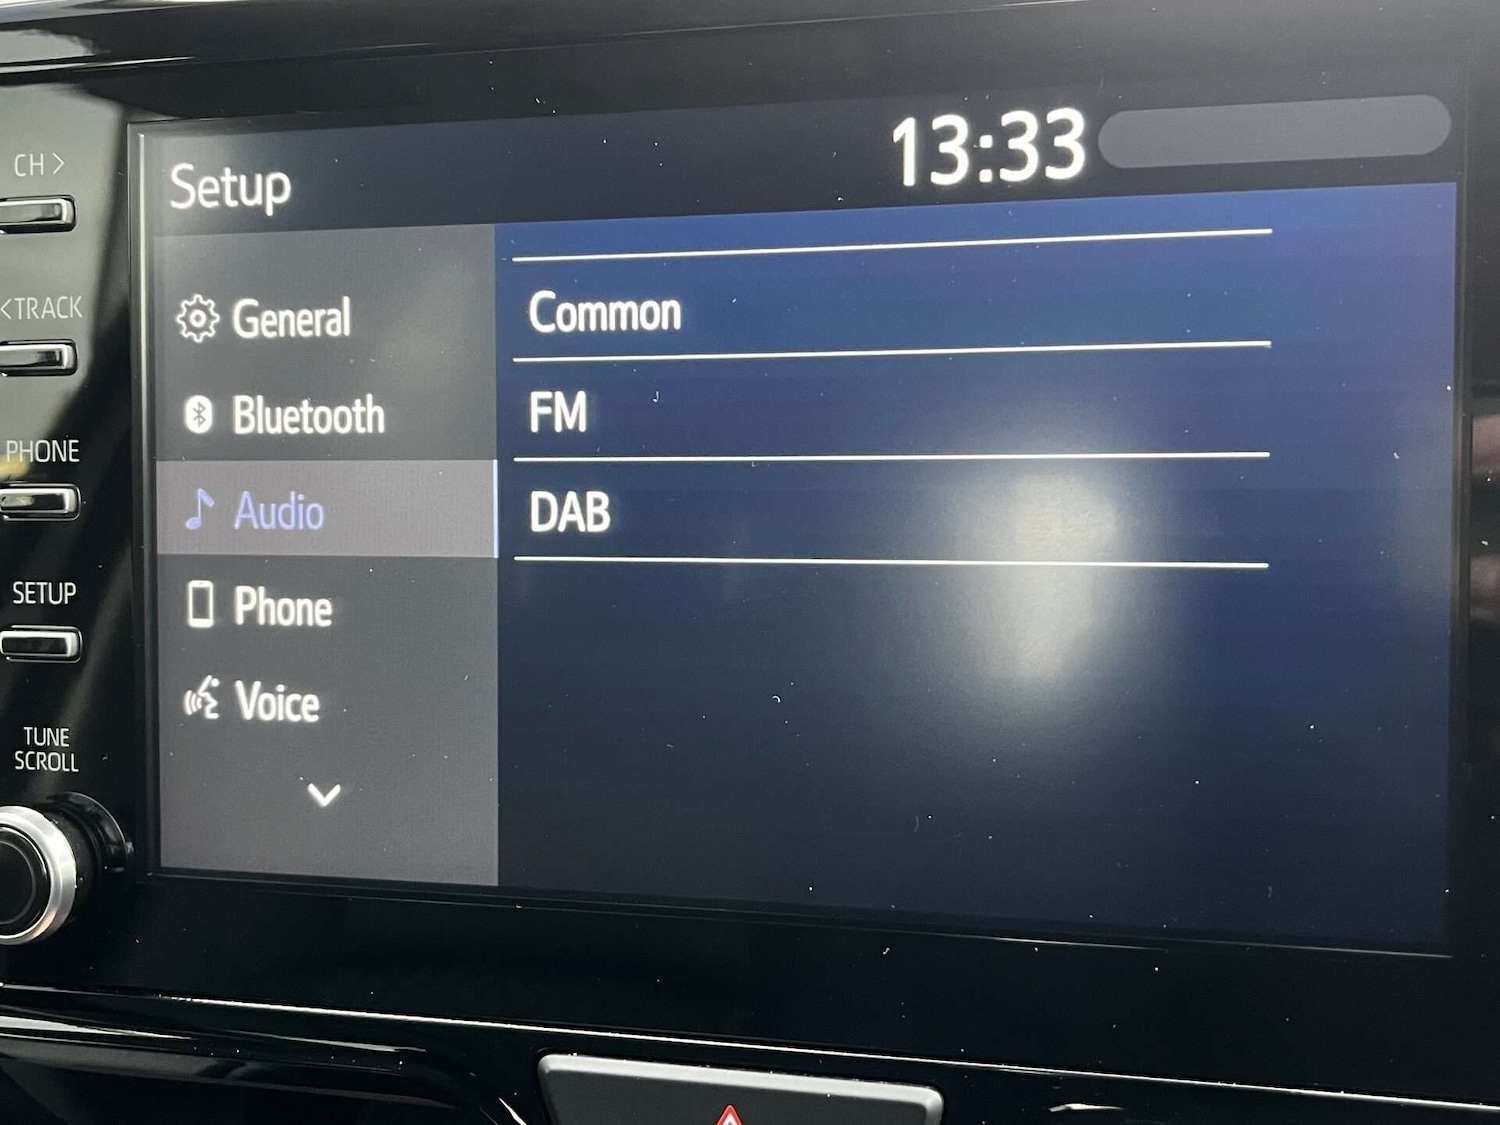 CH >
< TRACK
PHONE
SETUP
TUNE
SCROLL
Setup
13:33
General
Bluetooth
Audio
Phone
Voice
Common
FM
DAB